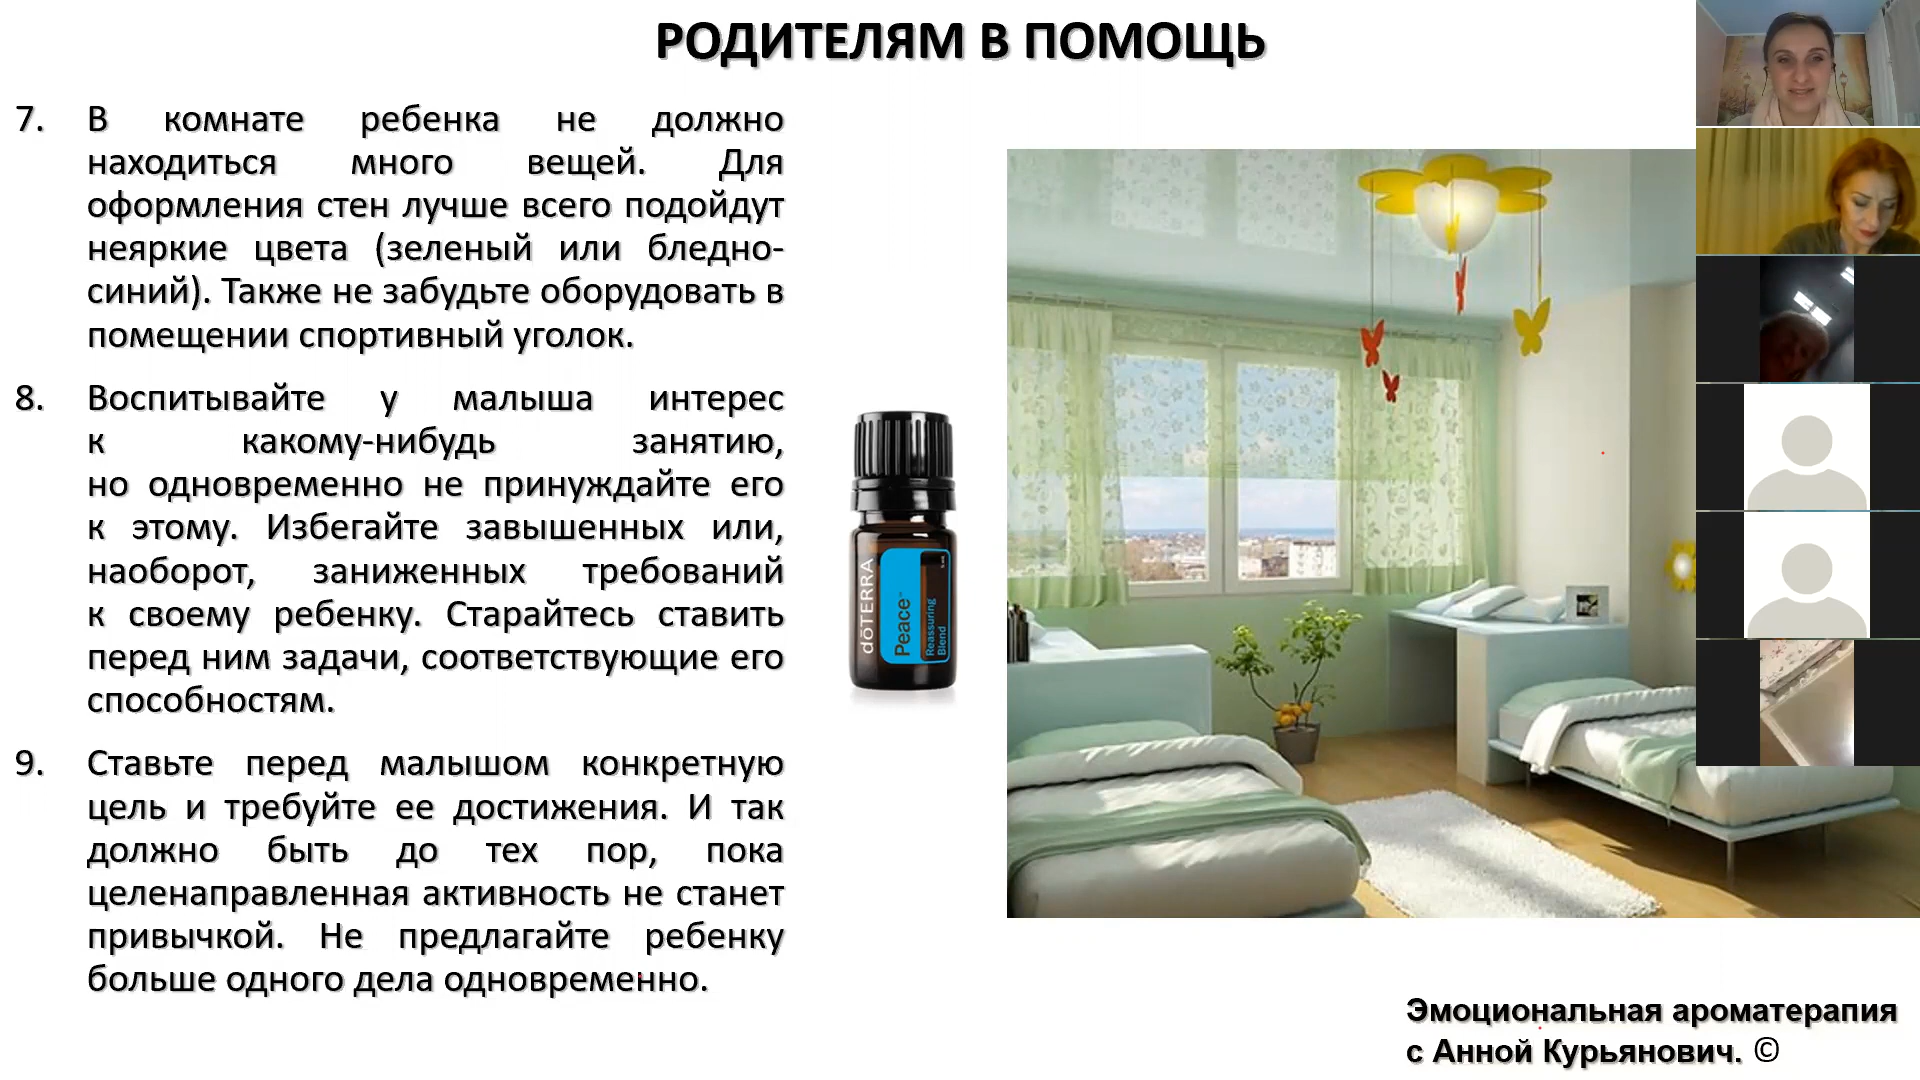 РОДИТЕЛЯМ В ПОМОЩЬ
7. В комнате ребенка не должно
находиться много вещей. Для
оформления стен лучше всего подойдут
неяркие цвета (зеленый или бледно-
синий). Также не забудьте оборудовать в
помещении спортивный уголок.
8. Воспитывайте у малыша интерес
к какому-нибудь занятию,
но одновременно не принуждайте его
к этому. Избегайте завышенных или,
наоборот, заниженных требований
к своему ребенку. Старайтесь ставить
перед ним задачи, соответствующие его
способностям.
9. Ставьте перед малышом конкретную
цель и требуйте ее достижения. И так
должно быть до тех пор, пока
целенаправленная активность не станет
привычкой. Не предлагайте ребенку
больше одного дела одновременно.
dōTERRA
Peace™
Reassuring
Blend
Эмоциональная ароматерапия
с Анной Курьянович. ©